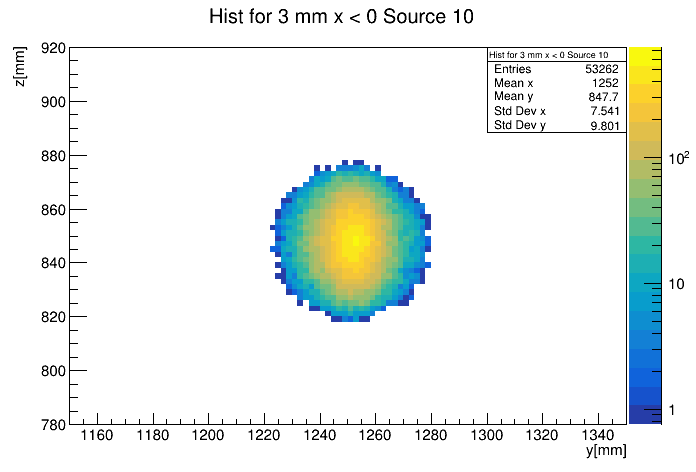 Hist for 3 mm x < 0 Source 10
z[mm]
920
900
880
860
840
820
800
780
1160 1180 1200 1220 1240 1260 1280 1300 1320 1340
y[mm]
Hist for 3 mm x < 0 Source 10
Entries 53262
Mean x 1252
Mean y 847.7
Std Dev x 7.541
Std Dev y 9.801
10²
10
1